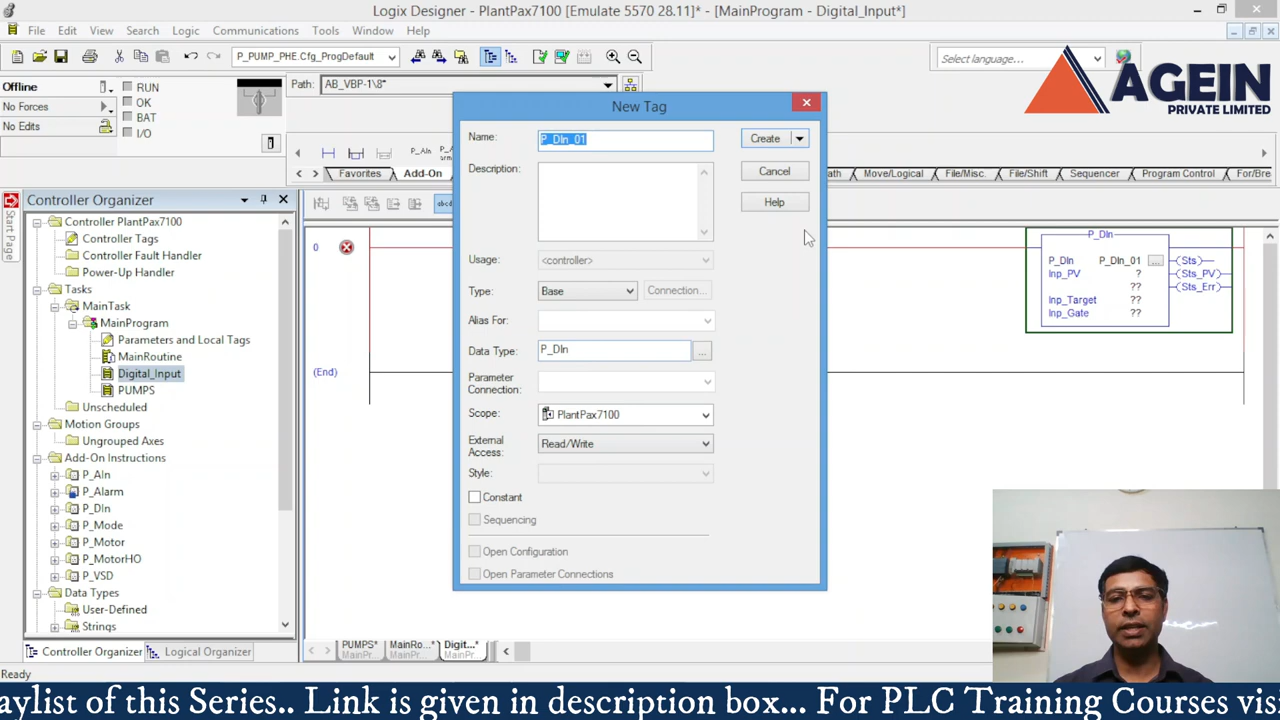 Logix Designer - PlantPax7100 [Emulate 5570 28.11]* - [MainProgram - Digital_Input*]
File Edit View Search Logic Communications Tools Window Help
P_PUMP_PHE.Cfg_ProgDefault
Select language...
AGEIN
PRIVATE LIMITED
Offline
RUN
No Forces
OK
No Edits
BAT
I/O
Path: AB_VBP-1\8*
P_AIn
Favorites
Add-On
Move/Logical
File/Misc.
File/Shift
Sequencer
Program Control
For/Bre
Start Page
Controller Organizer
Controller PlantPax7100
Controller Tags
Controller Fault Handler
Power-Up Handler
Tasks
MainTask
MainProgram
Parameters and Local Tags
MainRoutine
Digital_Input
PUMPS
Unscheduled
Motion Groups
Ungrouped Axes
Add-On Instructions
P_AIn
P_Alarm
P_DIn
P_Mode
P_Motor
P_MotorHO
P_VSD
Data Types
User-Defined
Strings
Controller Organizer
Logical Organizer
Ready
New Tag
Name: P_DIn_01
Create
Description:
Cancel
Help
Usage: <controller>
Type: Base
Connection...
Alias For:
Data Type: P_DIn
...
Parameter
Connection:
Scope: PlantPax7100
External
Access: Read/Write
Style:
Constant
Sequencing
Open Configuration
Open Parameter Connections
0
(End)
P_DIn
P_DIn P_DIn_01 ... (Sts)
Inp_PV ? (Sts_PV)
(Sts_Err)
Inp_Target ??
Inp_Gate ??
PUMPS*
MainPr...
MainRo...*
MainPr...
Digit...*
MainPr...
aylist of this Series.. Link is given in description box... For PLC Training Courses visi